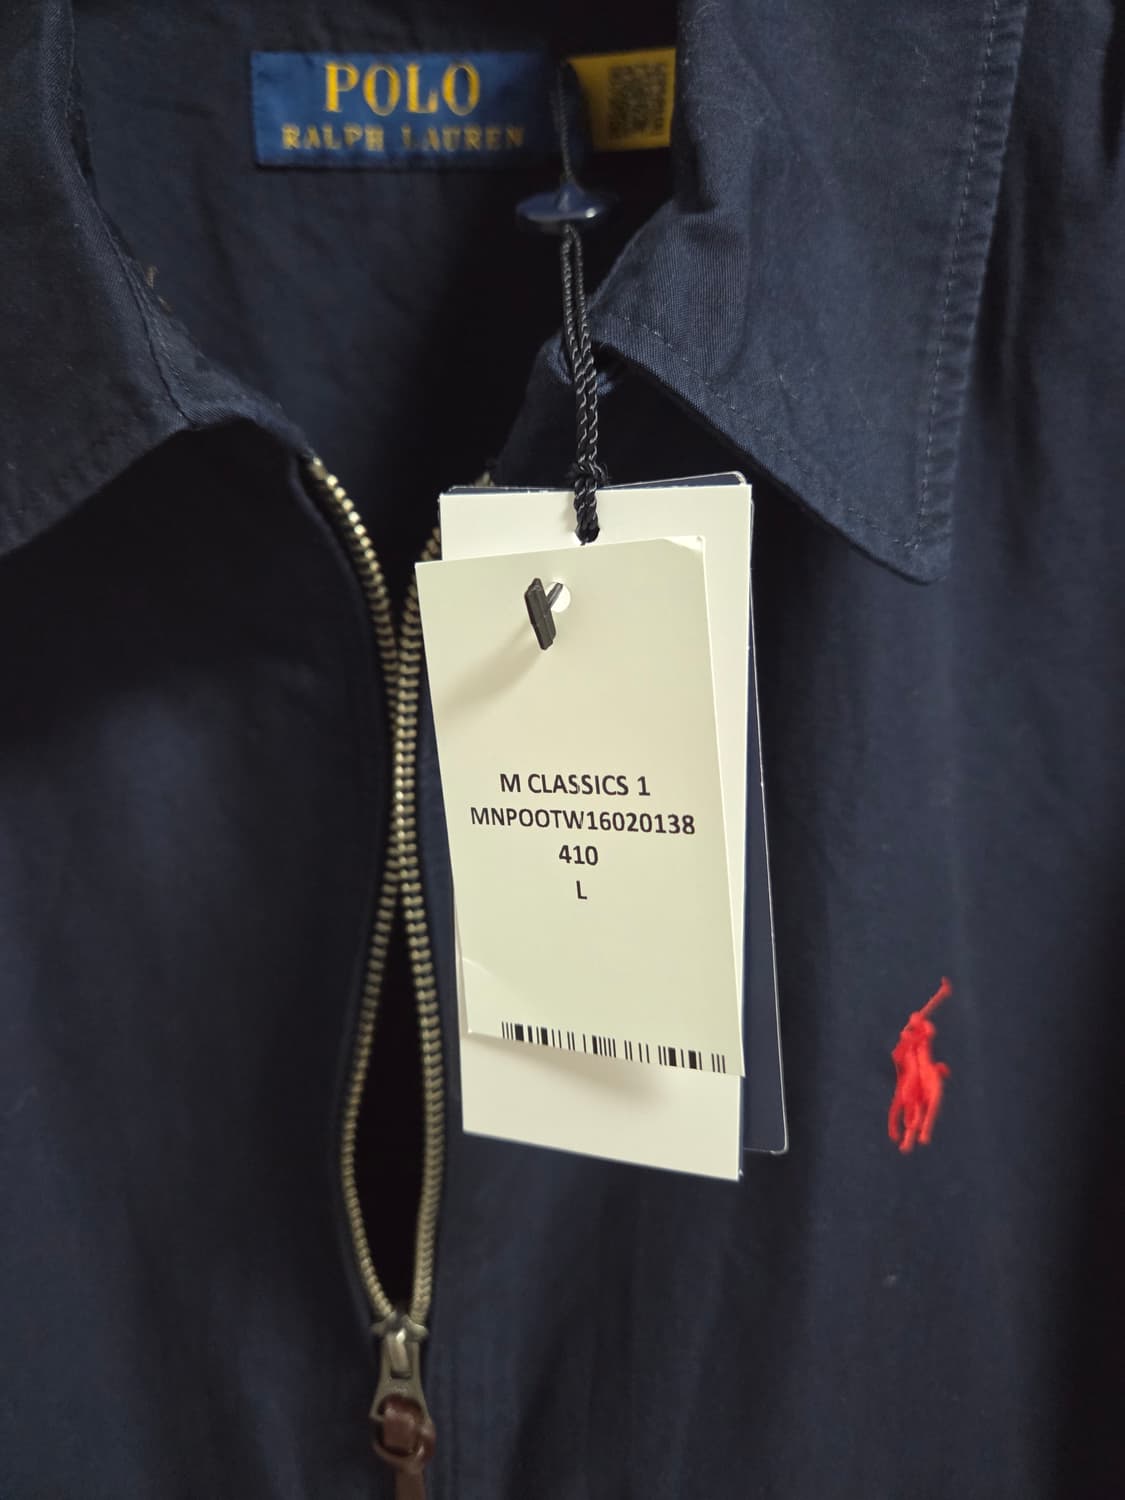 POLO
RALPH LAUREN
M CLASSICS 1
MNPOOTW16020138
410
L